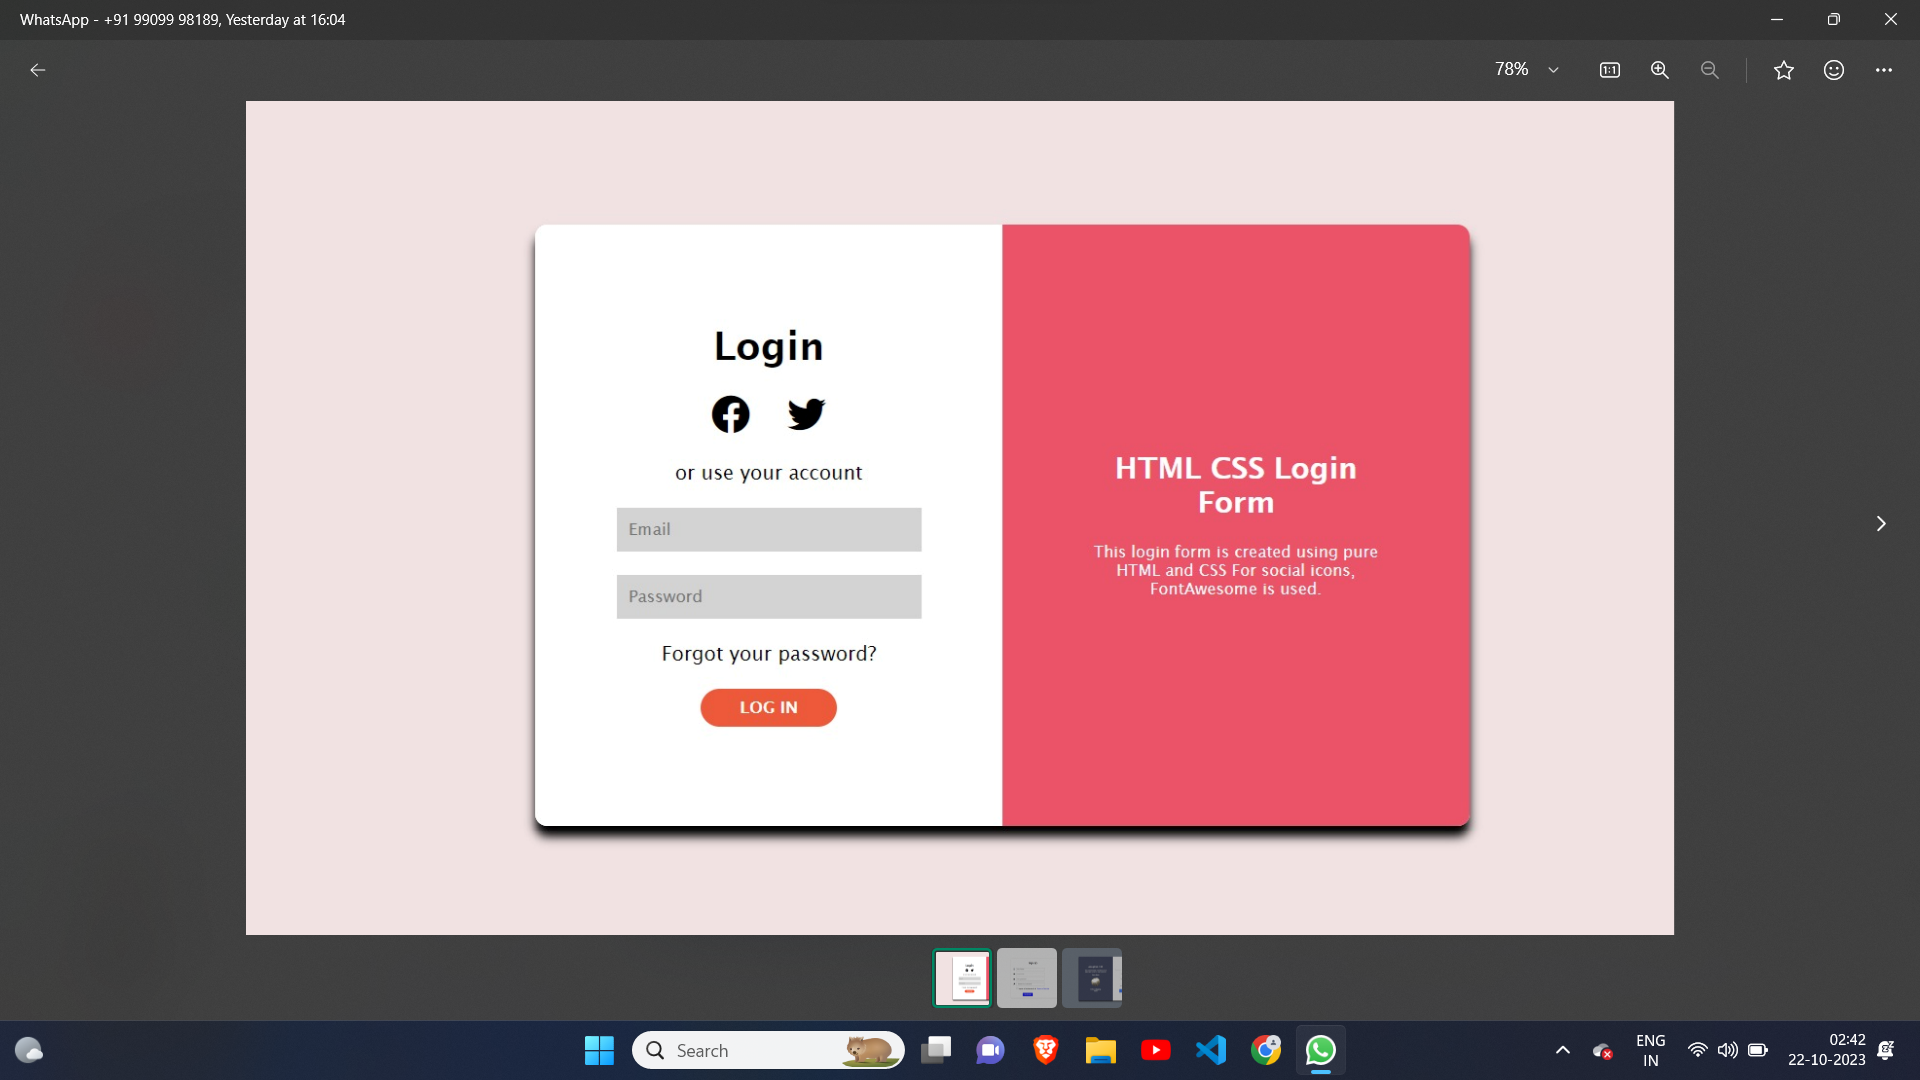 WhatsApp - +91 99099 98189, Yesterday at 16:04
78%
Login
or use your account
Email
Password
Forgot your password?
LOG IN
HTML CSS Login
Form
This login form is created using pure
HTML and CSS For social icons,
FontAwesome is used.
Search
ENG
IN
02:42
22-10-2023